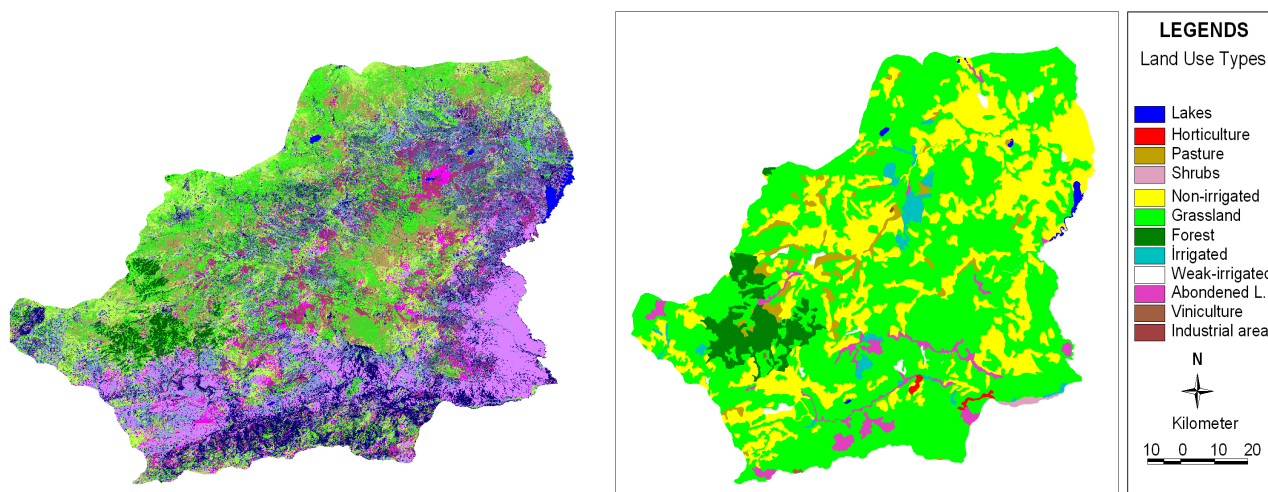 LEGENDS
Land Use Types
Lakes
Horticulture
Pasture
Shrubs
Non-irrigated
Grassland
Forest
İrrigated
Weak-irrigated
Abondened L.
Viniculture
Industrial area
N
Kilometer
10 0 10 20